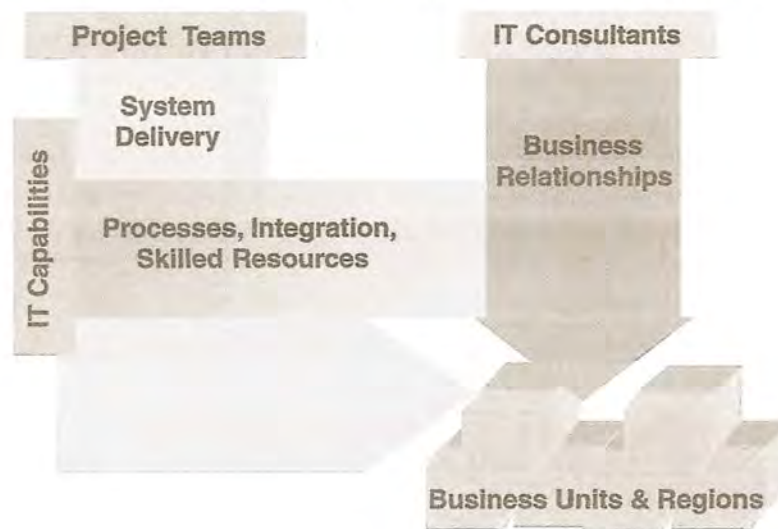 Project Teams
IT Consultants
System
Delivery
Business
Relationships
IT Capabilities
Processes, Integration,
Skilled Resources
Business Units & Regions